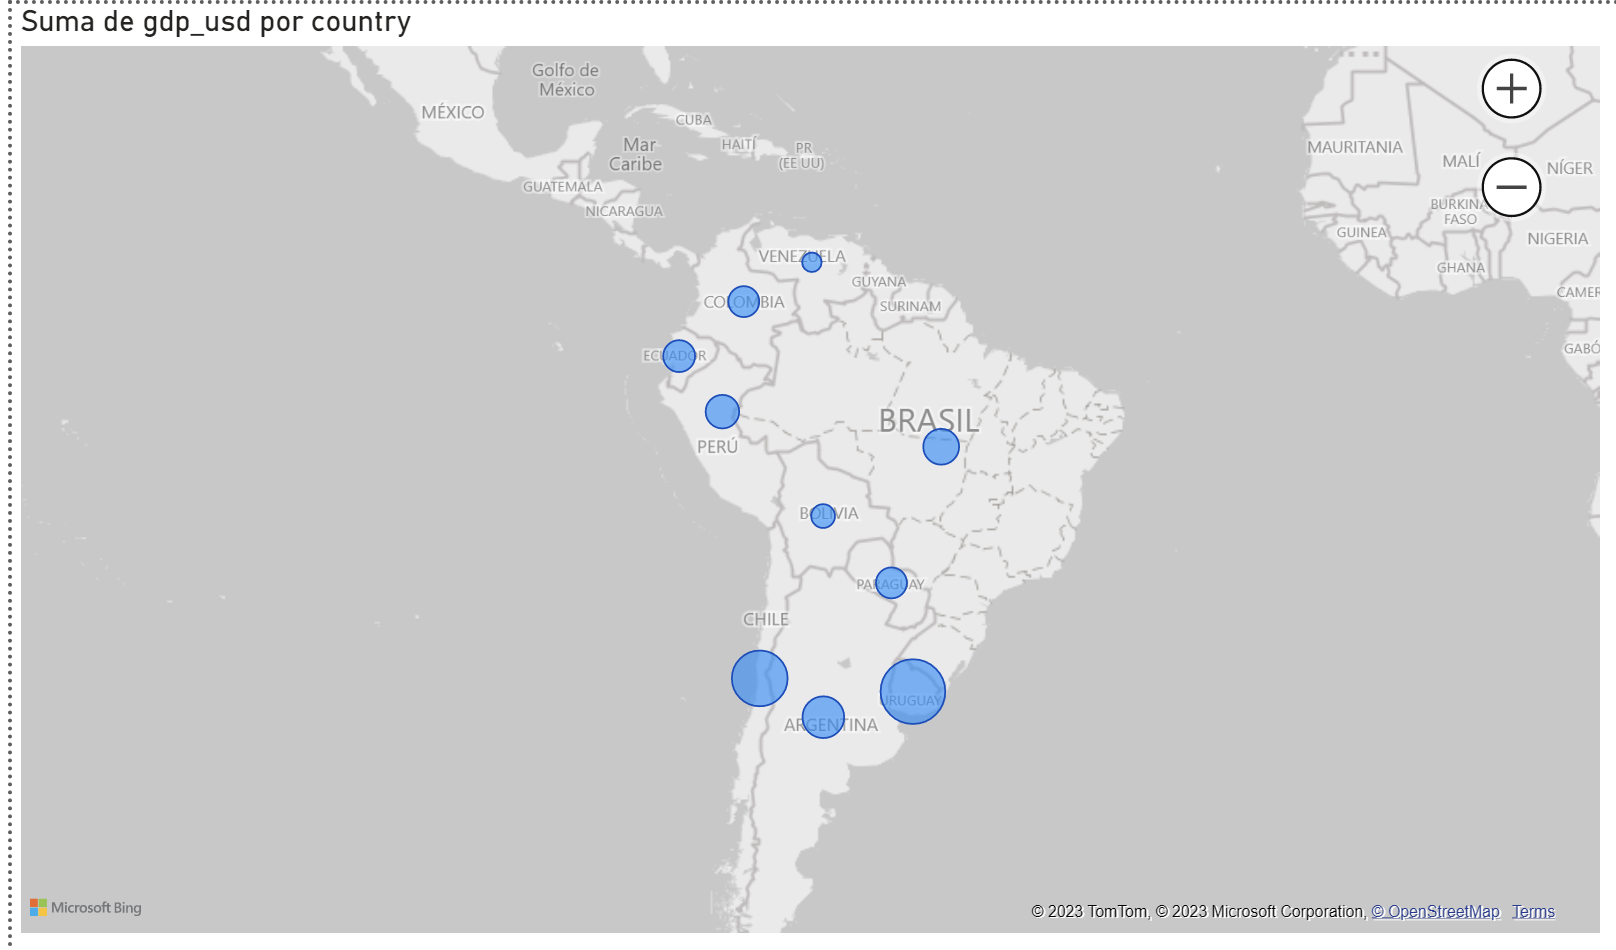 Suma de gdp_usd por country
Golfo de
México
MÉXICO
CUBA
Mar
Caribe
HAITÍ
PR
(EE UU)
GUATEMALA
NICARAGUA
MAURITANIA
MALÍ
NÍGER
BURKINA
FASO
GUINEA
NIGERIA
GHANA
CAMER
GABÓ
VENEZUELA
GUYANA
SURINAM
COLOMBIA
ECUADOR
BRASIL
PERÚ
BOLIVIA
PARAGUAY
CHILE
URUGUAY
ARGENTINA
Microsoft Bing
© 2023 TomTom, © 2023 Microsoft Corporation, © OpenStreetMap Terms